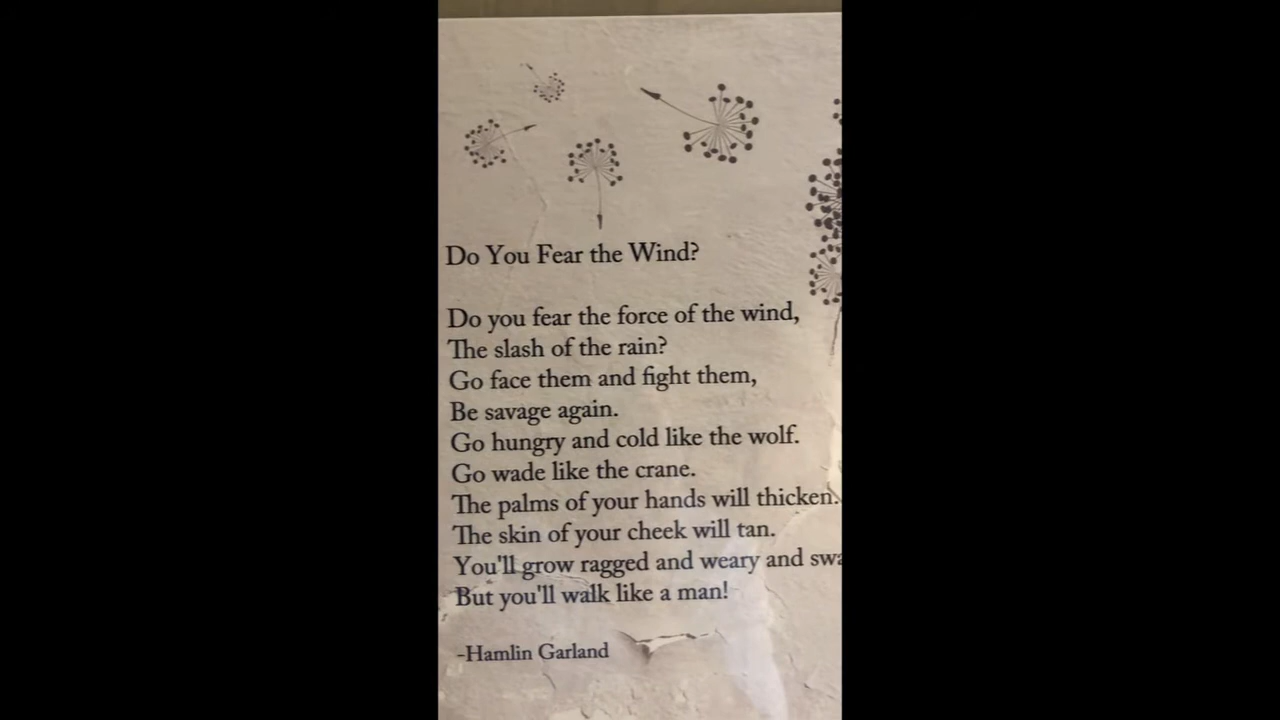 Do You Fear the Wind?
Do you fear the force of the wind,
The slash of the rain?
Go face them and fight them,
Be savage again.
Go hungry and cold like the wolf.
Go wade like the crane.
The palms of your hands will thicken.
The skin of your cheek will tan.
You'll grow ragged and weary and
But you'll walk like a man!
-Hamlin Garland